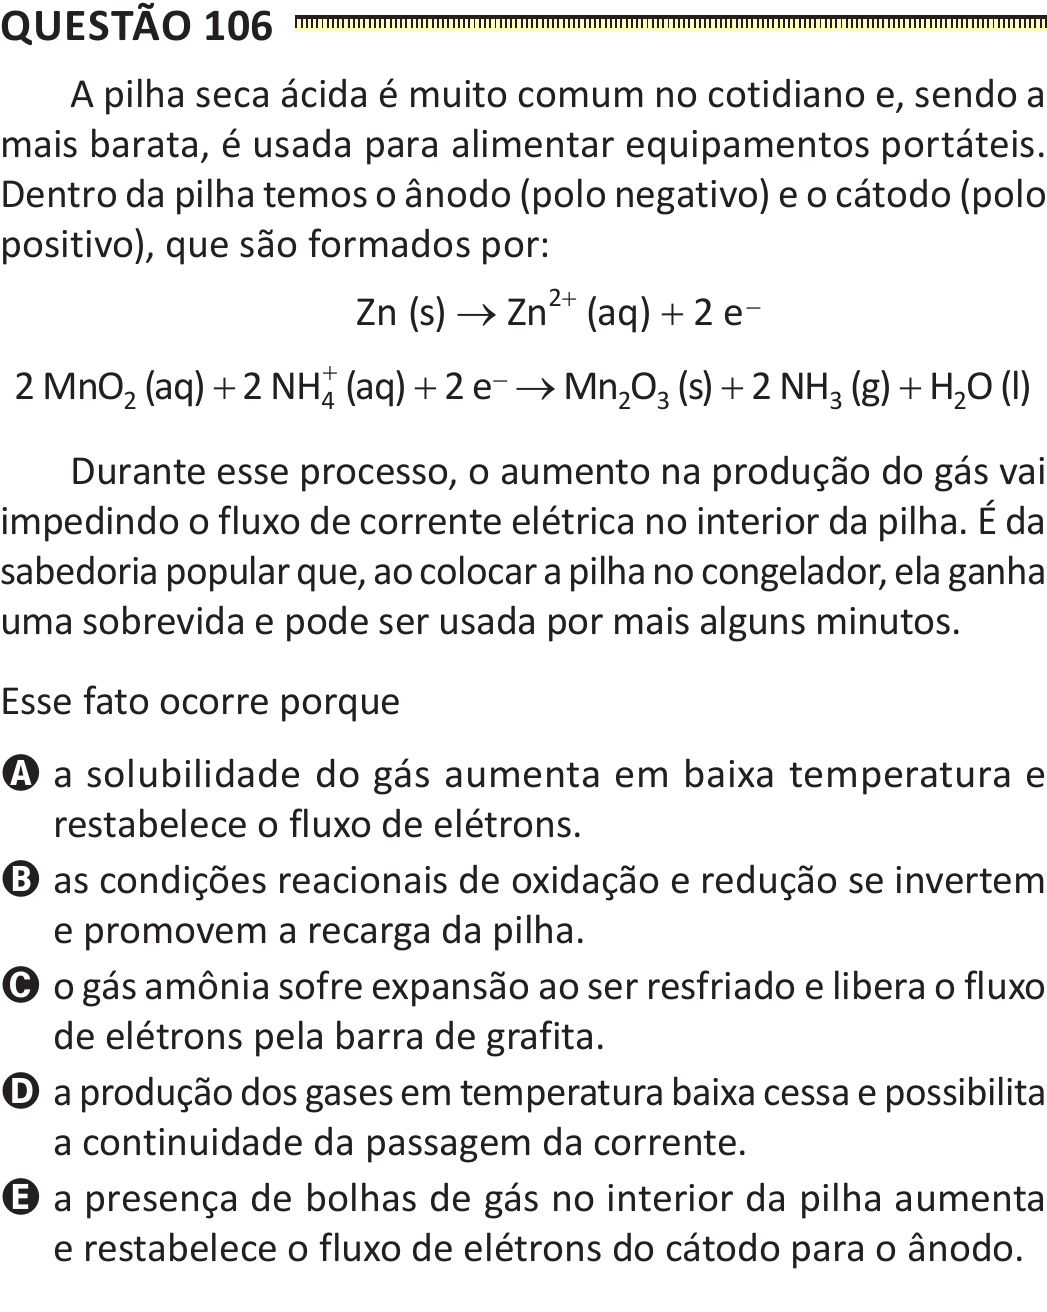 QUESTÃO 106
A pilha seca ácida é muito comum no cotidiano e, sendo a
mais barata, é usada para alimentar equipamentos portáteis.
Dentro da pilha temos o ânodo (polo negativo) e o cátodo (polo
positivo), que são formados por:
Zn (s) → Zn²⁺ (aq) + 2 e⁻
2 MnO₂ (aq) + 2 NH₄⁺ (aq) + 2 e⁻ → Mn₂O₃ (s) + 2 NH₃ (g) + H₂O (l)
Durante esse processo, o aumento na produção do gás vai
impedindo o fluxo de corrente elétrica no interior da pilha. É da
sabedoria popular que, ao colocar a pilha no congelador, ela ganha
uma sobrevida e pode ser usada por mais alguns minutos.
Esse fato ocorre porque
A a solubilidade do gás aumenta em baixa temperatura e
restabelece o fluxo de elétrons.
B as condições reacionais de oxidação e redução se invertem
e promovem a recarga da pilha.
C o gás amônia sofre expansão ao ser resfriado e libera o fluxo
de elétrons pela barra de grafita.
D a produção dos gases em temperatura baixa cessa e possibilita
a continuidade da passagem da corrente.
E a presença de bolhas de gás no interior da pilha aumenta
e restabelece o fluxo de elétrons do cátodo para o ânodo.